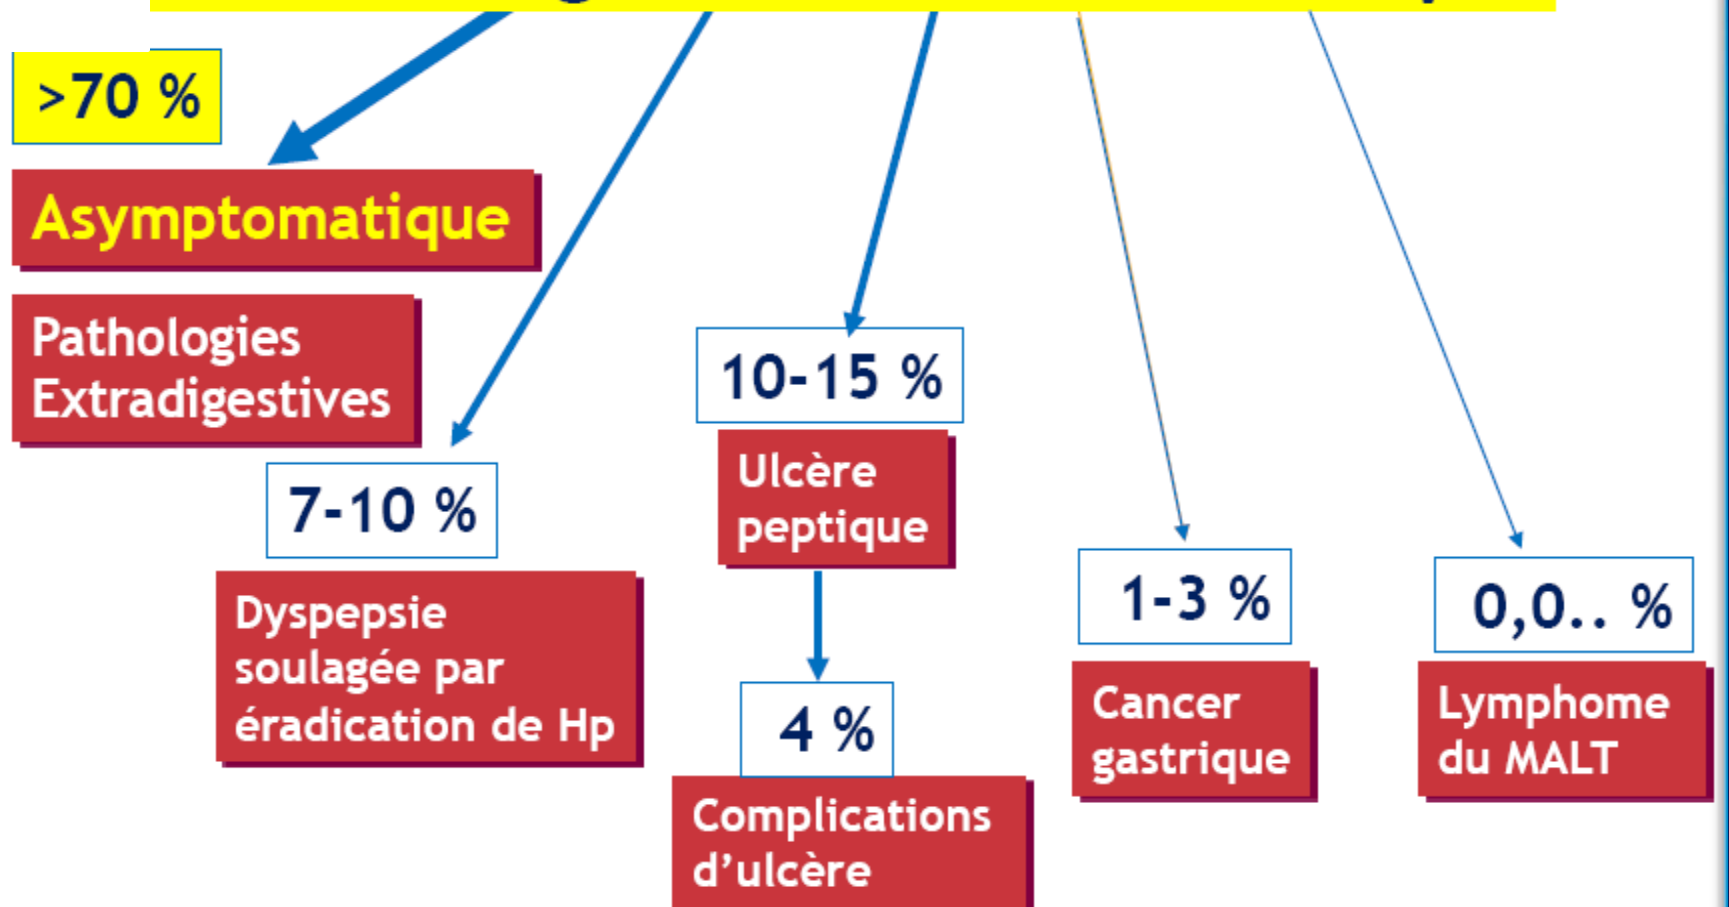 >70 %
Asymptomatique
Pathologies
Extradigestives
7-10 %
Dyspepsie
soulagée par
éradication de Hp
10-15 %
Ulcère
peptique
4 %
Complications
d’ulcère
1-3 %
Cancer
gastrique
0,0.. %
Lymphome
du MALT